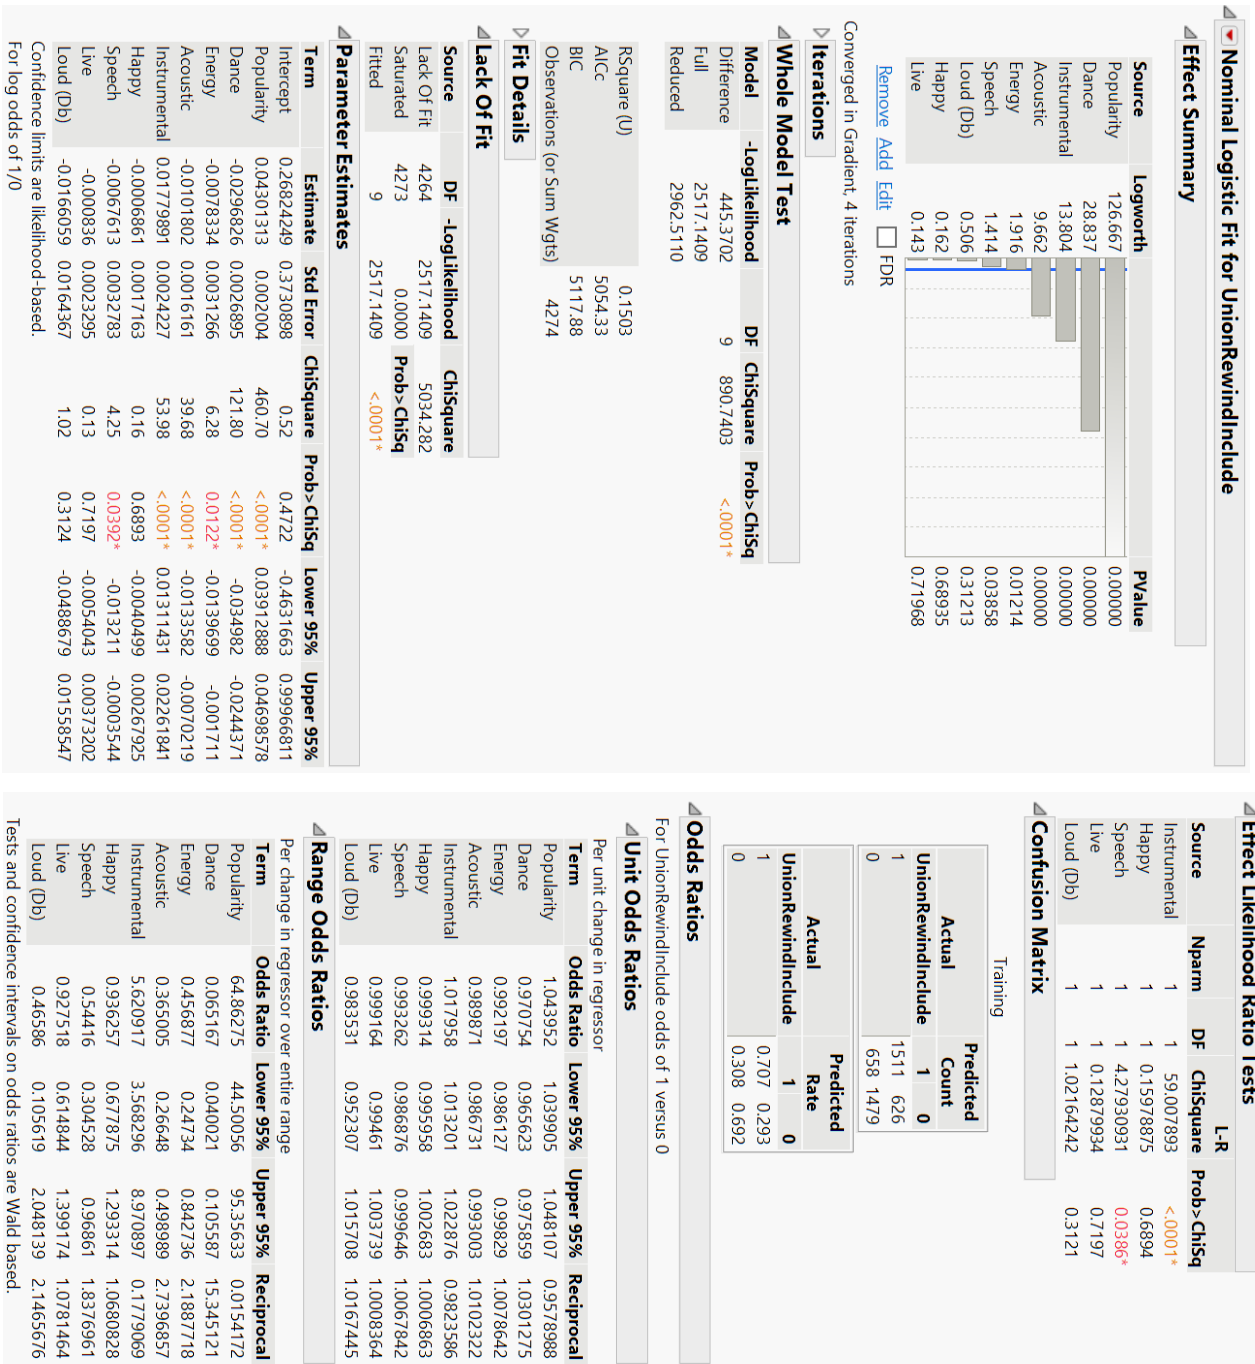 Nominal Logistic Fit for UnionRewindInclude
Effect Summary
Source Logworth PValue
Popularity 126.667 0.00000
Dance 28.837 0.00000
Instrumental 13.804 0.00000
Acoustic 9.662 0.00000
Energy 1.916 0.01214
Speech 1.414 0.03858
Loud (Db) 0.506 0.31213
Happy 0.162 0.68935
Live 0.143 0.71968
Remove Add Edit FDR
Converged in Gradient, 4 iterations
Iterations
Whole Model Test
Model -LogLikelihood DF ChiSquare Prob>ChiSq
Difference 445.3702 9 890.7403 <.0001*
Full 2517.1409
Reduced 2962.5110
RSquare (U) 0.1503
AICc 5054.33
BIC 5117.88
Observations (or Sum Wgts) 4274
Fit Details
Lack Of Fit
Source DF -LogLikelihood ChiSquare
Lack Of Fit 4264 2517.1409 5034.282
Saturated 4273 0.0000 Prob>ChiSq
Fitted 9 2517.1409 <.0001*
Parameter Estimates
Term Estimate Std Error ChiSquare Prob>ChiSq Lower 95% Upper 95%
Intercept 0.26824249 0.3730898 0.52 0.4722 -0.4631663 0.99966811
Popularity 0.04301313 0.002004 460.70 <.0001* 0.03912888 0.04698578
Dance -0.0296826 0.0026895 121.80 <.0001* -0.034982 -0.0244371
Energy -0.0078334 0.0031266 6.28 0.0122* -0.0139699 -0.001711
Acoustic -0.0101802 0.0016161 39.68 <.0001* -0.0133582 -0.0070219
Instrumental 0.01779891 0.0024227 53.98 <.0001* 0.01311431 0.02261841
Happy -0.0006861 0.0017163 0.16 0.6893 -0.0040499 0.00267925
Speech -0.0067613 0.0032783 4.25 0.0392* -0.013211 -0.0003544
Live -0.000836 0.0023295 0.13 0.7197 -0.0054043 0.00373202
Loud (Db) -0.0166059 0.0164367 1.02 0.3124 -0.0488679 0.01558547
Confidence limits are likelihood-based.
For log odds of 1/0
Effect Likelihood Ratio Tests
L-R
Source Nparm DF ChiSquare Prob>ChiSq
Instrumental 1 1 59.007893 <.0001*
Happy 1 1 0.15978875 0.6894
Speech 1 1 4.27930931 0.0386*
Live 1 1 0.12879934 0.7197
Loud (Db) 1 1 1.02164242 0.3121
Confusion Matrix
Training
Actual Predicted
Count
UnionRewindInclude 1 0
1 1511 626
0 658 1479
Actual Predicted
Rate
UnionRewindInclude 1 0
1 0.707 0.293
0 0.308 0.692
Odds Ratios
For UnionRewindInclude odds of 1 versus 0
Unit Odds Ratios
Per unit change in regressor
Term Odds Ratio Lower 95% Upper 95% Reciprocal
Popularity 1.043952 1.039905 1.048107 0.9578988
Dance 0.970754 0.965623 0.975859 1.0301275
Energy 0.992197 0.986127 0.99829 1.0078642
Acoustic 0.989871 0.986731 0.993003 1.0102322
Instrumental 1.017958 1.013201 1.022876 0.9823586
Happy 0.999314 0.995958 1.002683 1.0006863
Speech 0.993262 0.986876 0.999646 1.0067842
Live 0.999164 0.99461 1.003739 1.0008364
Loud (Db) 0.983531 0.952307 1.015708 1.0167445
Range Odds Ratios
Per change in regressor over entire range
Term Odds Ratio Lower 95% Upper 95% Reciprocal
Popularity 64.86275 44.50056 95.35633 0.0154172
Dance 0.065167 0.040021 0.105587 15.345121
Energy 0.456877 0.24734 0.842736 2.1887718
Acoustic 0.365005 0.26648 0.498989 2.7396857
Instrumental 5.620917 3.568296 8.970897 0.1779069
Happy 0.936257 0.677875 1.293314 1.0680828
Speech 0.54416 0.304528 0.96861 1.8376961
Live 0.927518 0.614844 1.399174 1.0781464
Loud (Db) 0.46586 0.105619 2.048139 2.1465676
Tests and confidence intervals on odds ratios are Wald based.